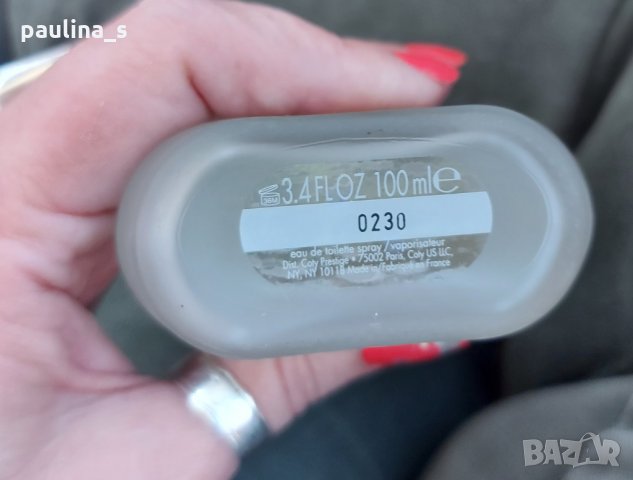 paulina_s
36M 3.4 FL OZ 100 ml e
0230
eau de toilette spray / vaporisateur
Dist. Coty Prestige • 75002 Paris, Coty US LLC,
NY, NY 10118 Made in/Fabriqué en France
BAZAR